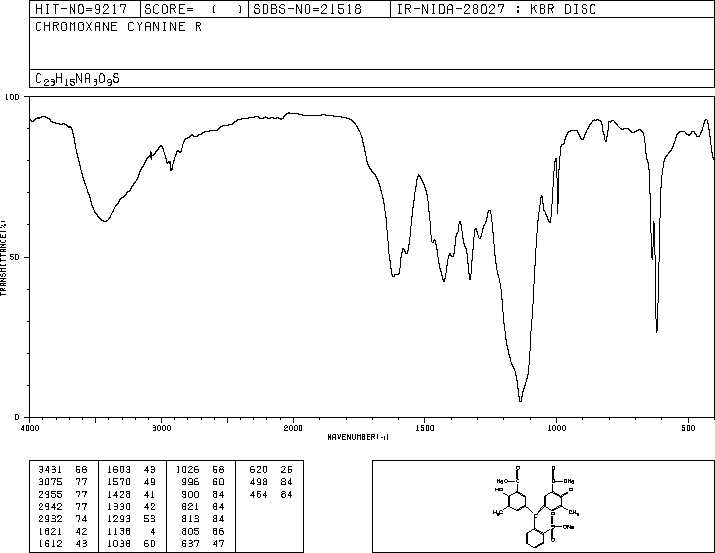 HIT-NO=9217 SCORE= ( ) SDBS-NO=21518 IR-NIDA-28027 : KBR DISC
CHROMOXANE CYANINE R
C23H15NA3O9S
100
50
0
TRANSMITTANCE(%)
4000 3000 2000 1500 1000 500
WAVENUMBER(-1)
3431 58 1603 43 1026 58 620 25
3075 77 1570 49 996 60 498 84
2955 77 1428 41 900 84 464 84
2942 77 1330 42 821 84
2932 74 1293 53 813 84
1621 42 1138 4 805 86
1612 43 1038 60 637 47